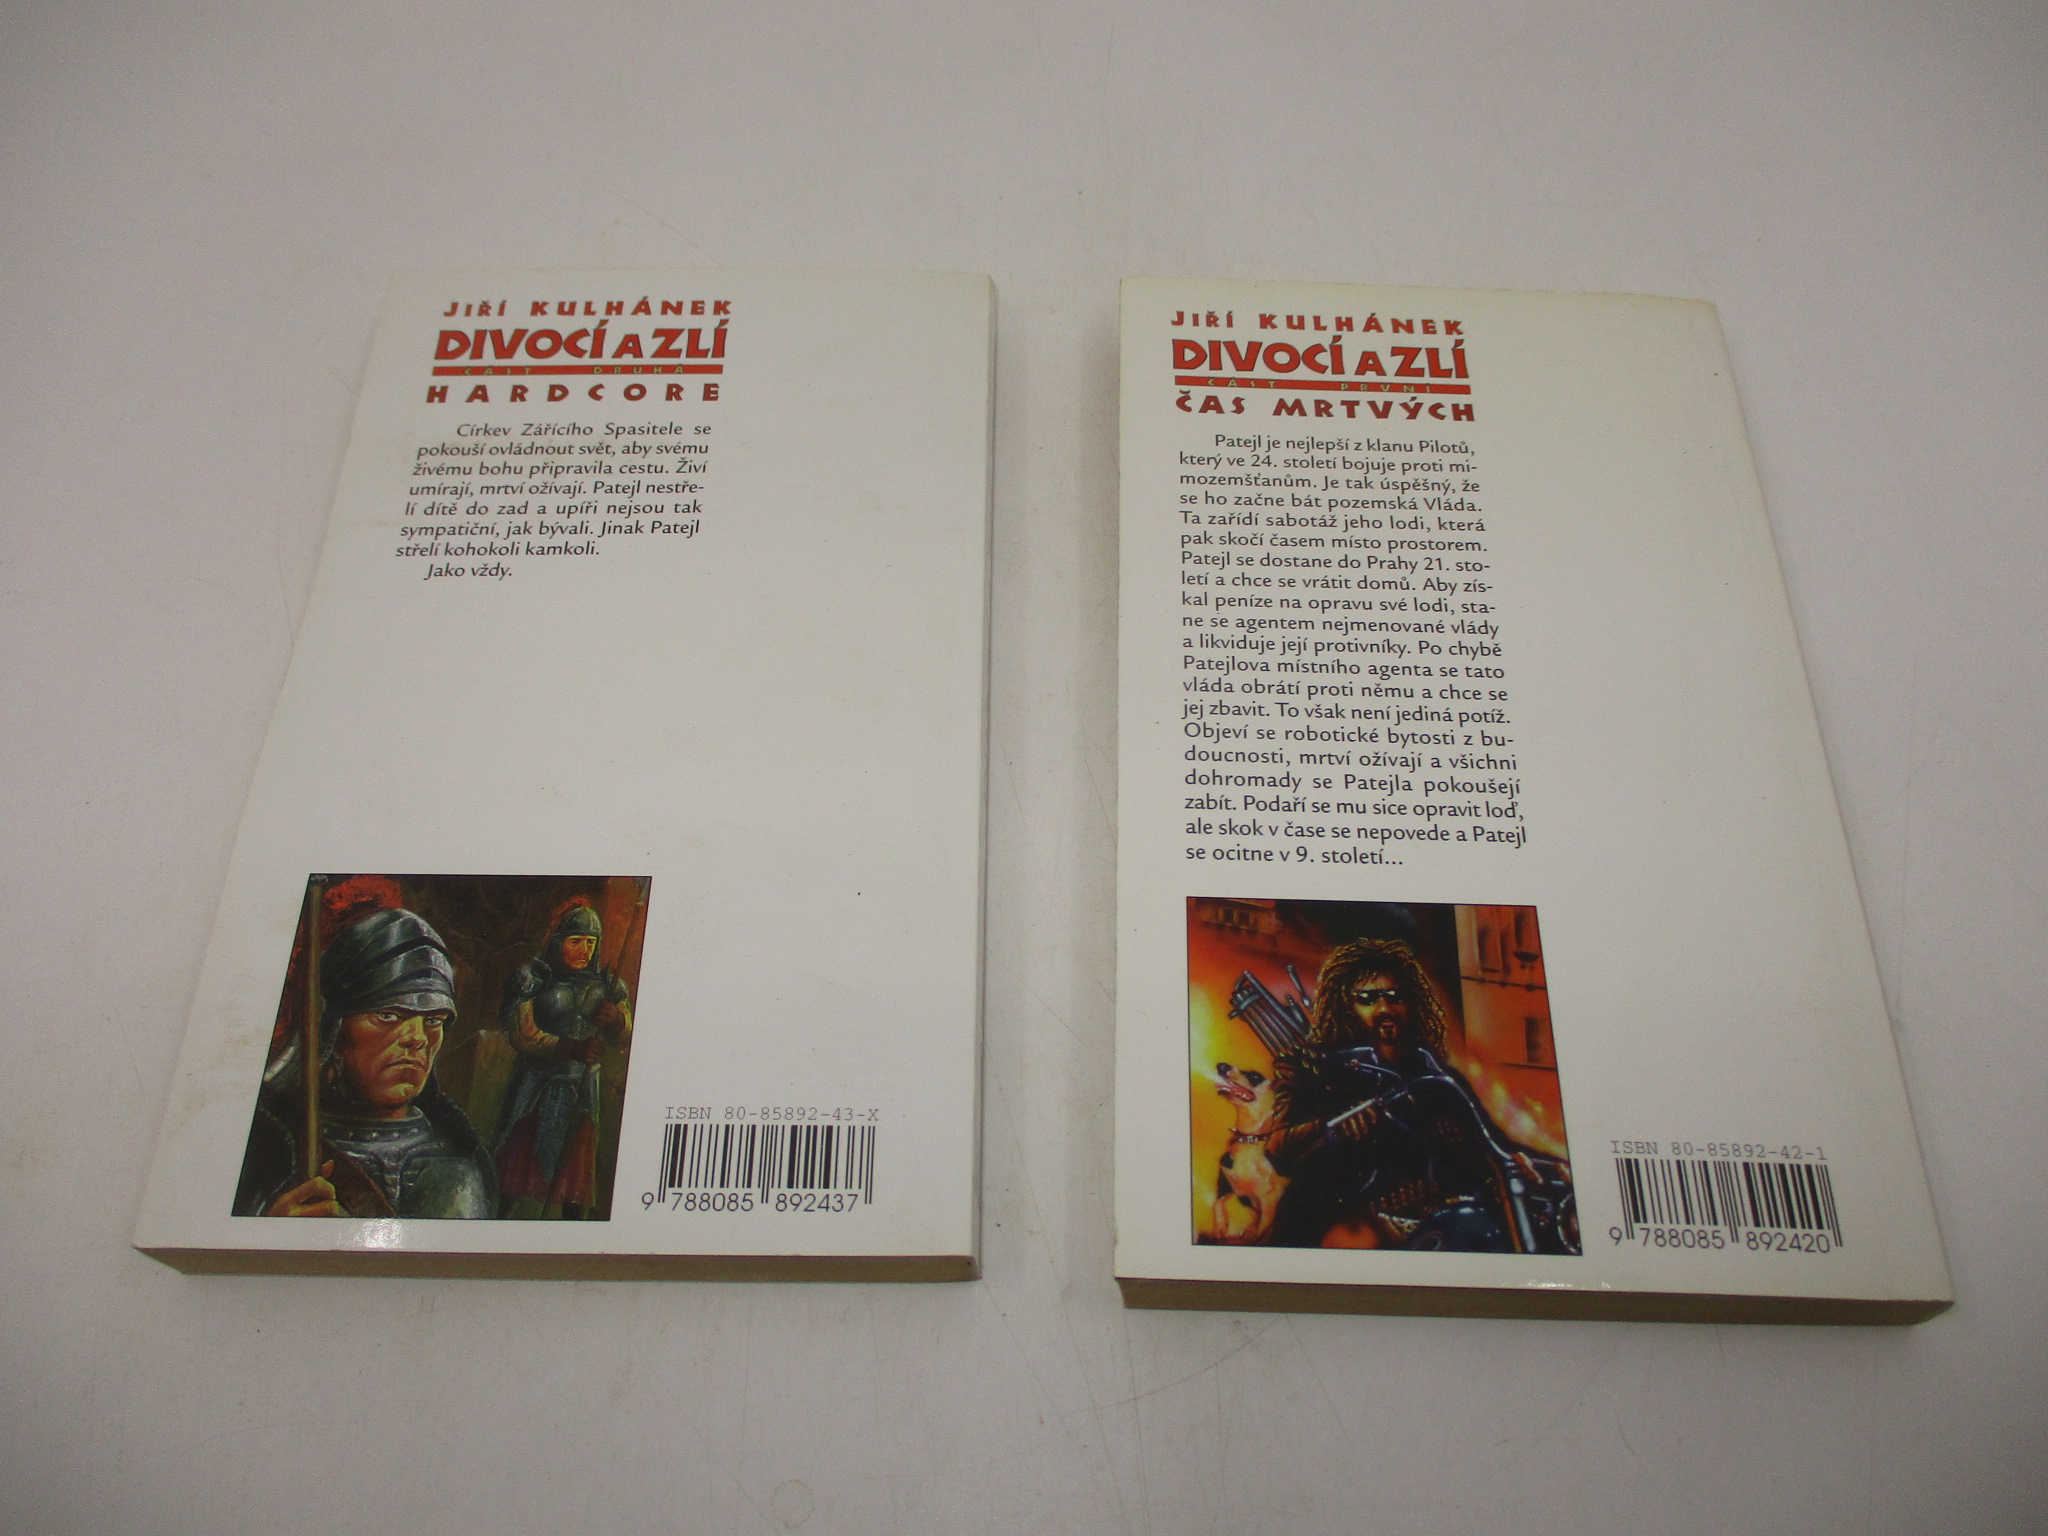 JIŘÍ KULHÁNEK
DIVOCÍ A ZLÍ
ČÁST DRUHÁ
HARDCORE
Církev Zářícího Spasitele se
pokouší ovládnout svět, aby svému
živému bohu připravila cestu. Živí
umírají, mrtví ožívají. Patejl nestře-
lí dítě do zad a upíři nejsou tak
sympatiční, jak bývali. Jinak Patejl
střelí kohokoli kamkoli.
Jako vždy.
ISBN 80-85892-43-X
9 788085 892437
JIŘÍ KULHÁNEK
DIVOCÍ A ZLÍ
ČÁST PRVNÍ
ČAS MRTVÝCH
Patejl je nejlepší z klanu Pilotů,
který ve 24. století bojuje proti mi-
mozemšťanům. Je tak úspěšný, že
se ho začne bát pozemská Vláda.
Ta zařídí sabotáž jeho lodi, která
pak skočí časem místo prostorem.
Patejl se dostane do Prahy 21. sto-
letí a chce se vrátit domů. Aby zís-
kal peníze na opravu své lodi, sta-
ne se agentem nejmenované vlády
a likviduje její protivníky. Po chybě
Patejlova místního agenta se tato
vláda obrátí proti němu a chce se
jej zbavit. To však není jediná potíž.
Objeví se robotické bytosti z bu-
doucnosti, mrtví ožívají a všichni
dohromady se Patejla pokoušejí
zabít. Podaří se mu sice opravit loď,
ale skok v čase se nepovede a Patejl
se ocitne v 9. století...
ISBN 80-85892-42-1
9 788085 892420